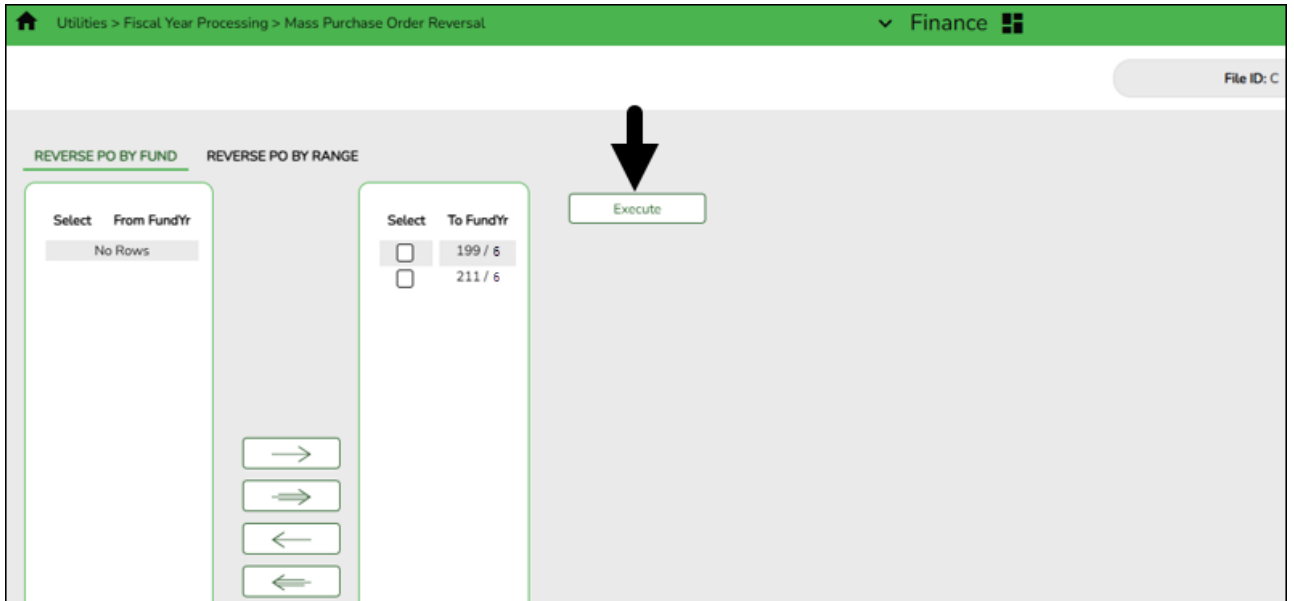 Utilities > Fiscal Year Processing > Mass Purchase Order Reversal
Finance
File ID: C
REVERSE PO BY FUND
REVERSE PO BY RANGE
Select From FundYr
No Rows
Select To FundYr
199 / 6
211 / 6
Execute